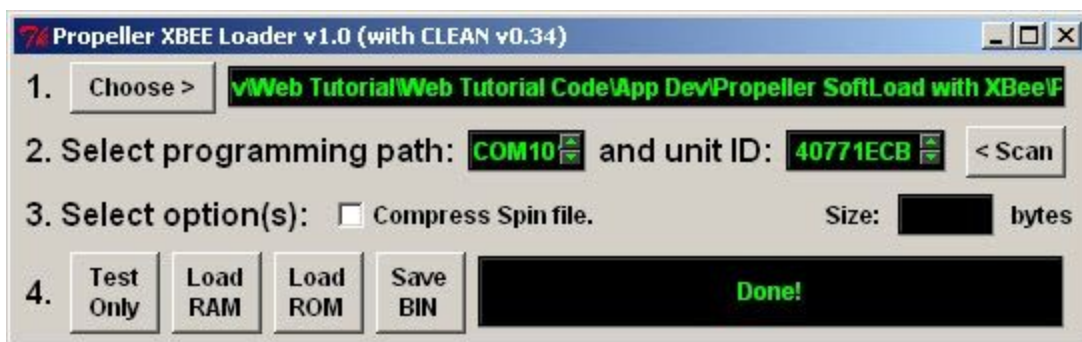 Propeller XBEE Loader v1.0 (with CLEAN v0.34)
1. Choose > v\Web Tutorial\Web Tutorial Code\App Dev\Propeller SoftLoad with XBee\
2. Select programming path: COM101 and unit ID: 40771ECB < Scan
3. Select option(s): Compress Spin file. Size: bytes
4. Test Only Load RAM Load ROM Save BIN Done!